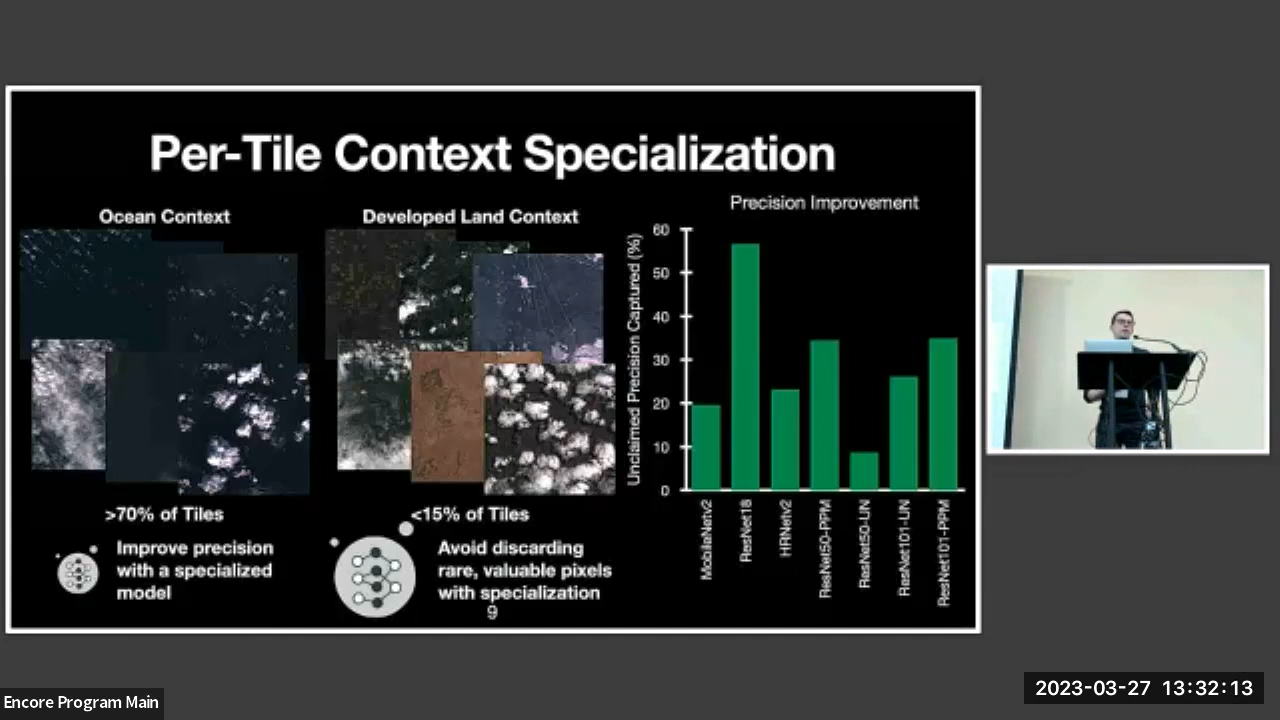 Per-Tile Context Specialization
Ocean Context
>70% of Tiles
Improve precision
with a specialized
model
Developed Land Context
<15% of Tiles
Avoid discarding
rare, valuable pixels
with specialization
9
Precision Improvement
Unclaimed Precision Captured (%)
60
50
40
30
20
10
0
MobileNetv2
ResNet18
HRNetv2
ResNet50-PPM
ResNet50-UN
ResNet101-UN
ResNet101-PPM
Encore Program Main
2023-03-27 13:32:13